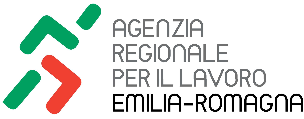 AGENZIA
REGIONALE
PER IL LAVORO
EMILIA-ROMAGNA